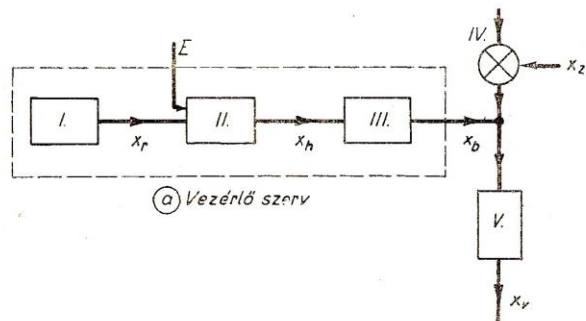 E
IV.
x_z
I.
x_r
II.
x_h
III.
x_b
a Vezérlő szerv
V.
x_v